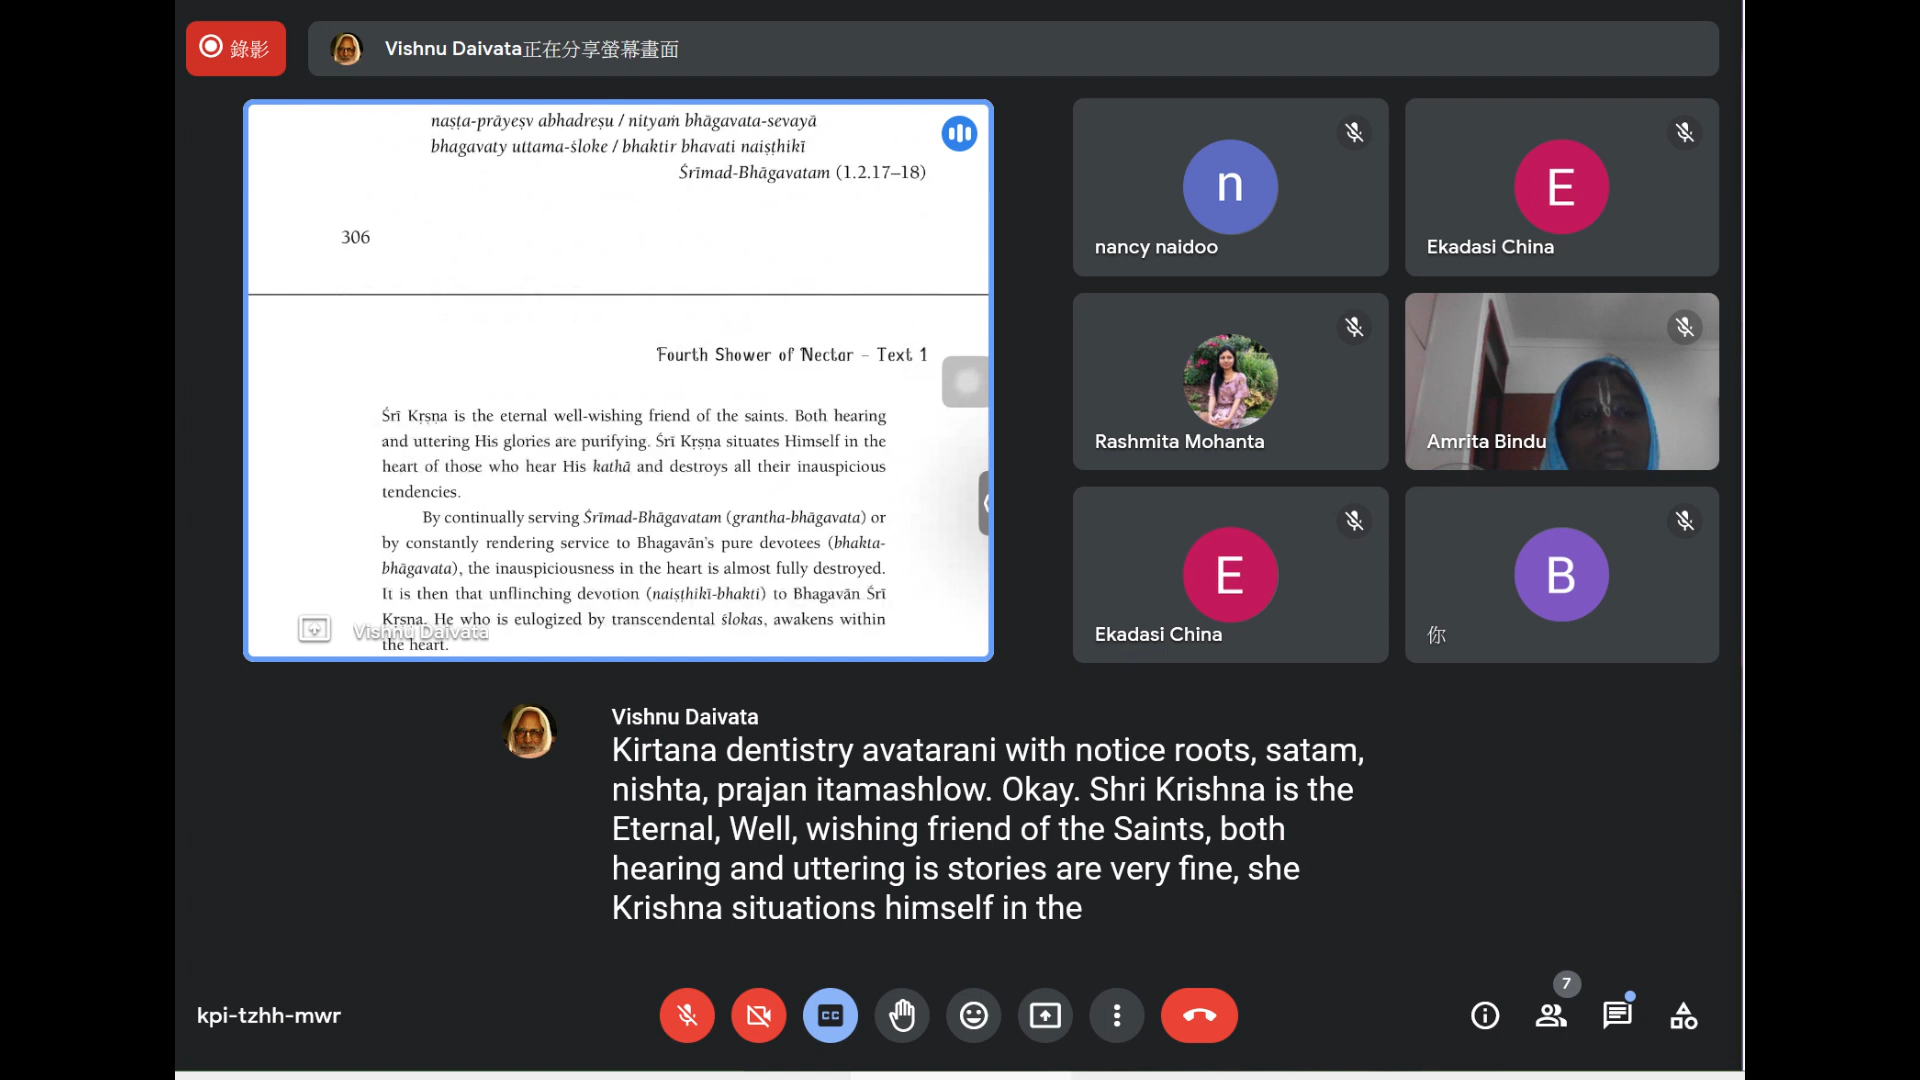 錄影
Vishnu Daivata正在分享螢幕畫面
naṣṭa-prāyeṣv abhadreṣu / nityaṁ bhāgavata-sevayā
bhagavaty uttama-śloke / bhaktir bhavati naiṣṭhikī
Śrīmad-Bhāgavatam (1.2.17–18)
306
Fourth Shower of Nectar – Text 1
Śrī Kṛṣṇa is the eternal well-wishing friend of the saints. Both hearing
and uttering His glories are purifying. Śrī Kṛṣṇa situates Himself in the
heart of those who hear His kathā and destroys all their inauspicious
tendencies.
By continually serving Śrīmad-Bhāgavatam (grantha-bhāgavata) or
by constantly rendering service to Bhagavān's pure devotees (bhakta-
bhāgavata), the inauspiciousness in the heart is almost fully destroyed.
It is then that unflinching devotion (naiṣṭhikī-bhakti) to Bhagavān Śrī
Kṛṣṇa, He who is eulogized by transcendental ślokas, awakens within
the heart.
Vishnu Daivata
n
nancy naidoo
E
Ekadasi China
Rashmita Mohanta
Amrita Bindu
E
Ekadasi China
B
你
Vishnu Daivata
Kirtana dentistry avatarani with notice roots, satam,
nishta, prajan itamashlow. Okay. Shri Krishna is the
Eternal, Well, wishing friend of the Saints, both
hearing and uttering is stories are very fine, she
Krishna situations himself in the
kpi-tzhh-mwr
CC
7